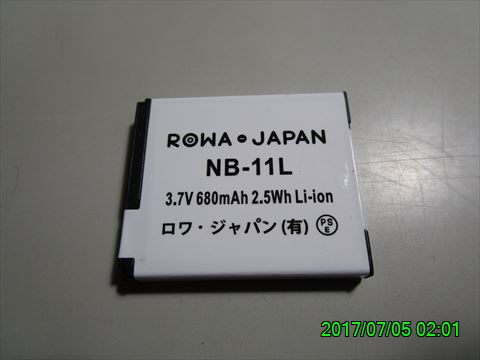 ROWA・JAPAN
NB-11L
3.7V 680mAh 2.5Wh Li-ion
ロワ・ジャパン(有) PSE
2017/07/05 02:01